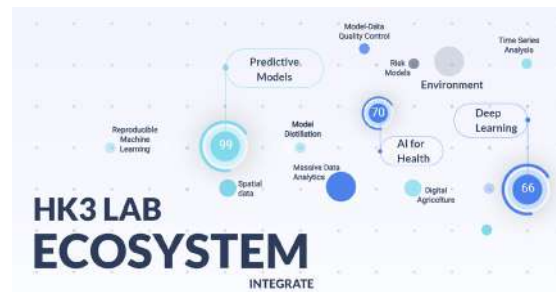 Model-Data
Quality Control
Time Series
Analysis
Predictive.
Models
Risk
Models
Environment
70
Deep
Learning
Reproducible
Machine
Learning
99
Model
Distillation
AI for
Health
Massive Data
Analytics
Spatial
data
Digital
Agricolture
66
HK3 LAB
ECOSYSTEM
INTEGRATE